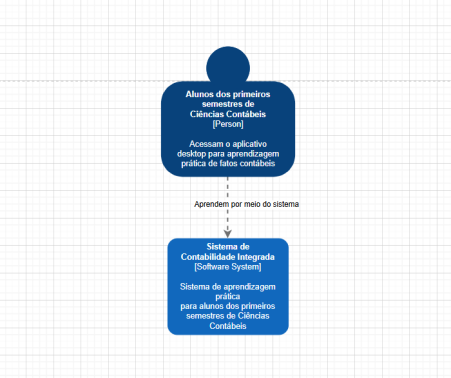 Alunos dos primeiros
semestres de
Ciências Contábeis
[Person]
Acessam o aplicativo
desktop para aprendizagem
prática de fatos contábeis
Aprendem por meio do sistema
Sistema de
Contabilidade Integrada
[Software System]
Sistema de aprendizagem
prática
para alunos dos primeiros
semestres de Ciências
Contábeis